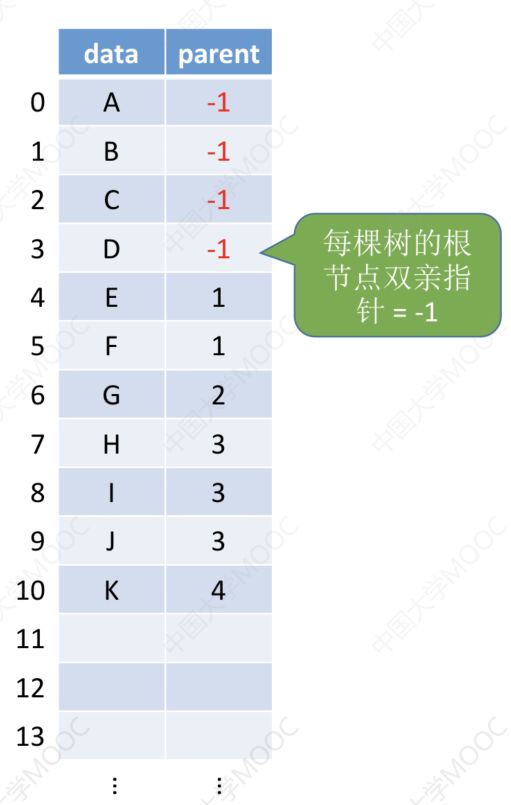 data parent
0 A -1
1 B -1
2 C -1
3 D -1
每棵树的根
节点双亲指
针 = -1
4 E 1
5 F 1
6 G 2
7 H 3
8 I 3
9 J 3
10 K 4
11
12
13
⋮ ⋮
中国大学MOOC